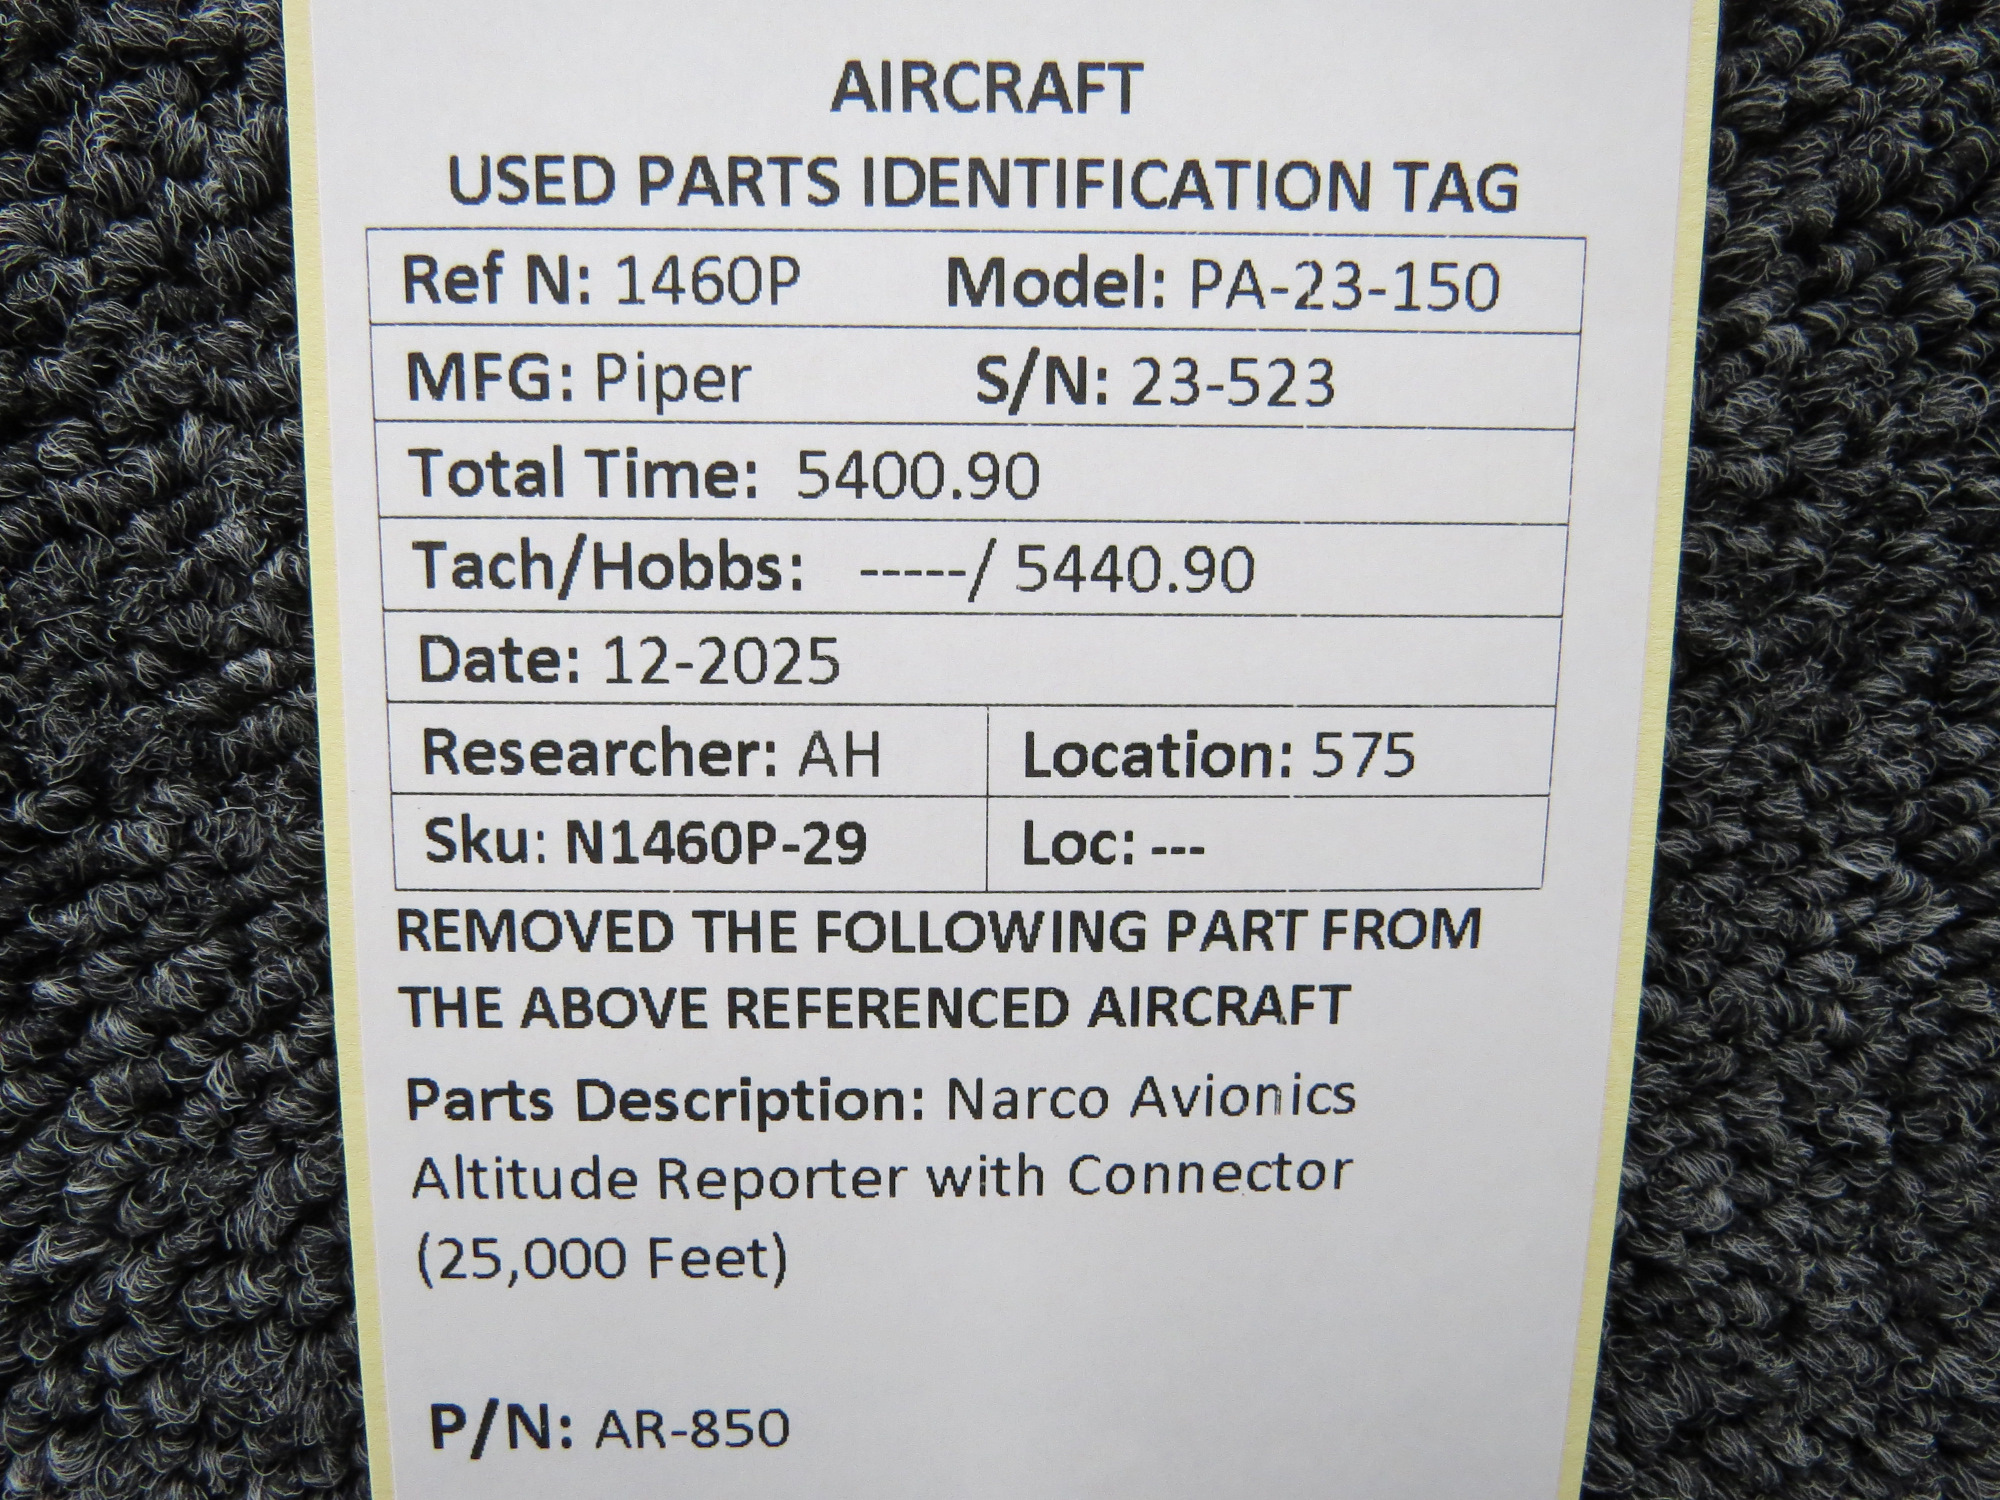 AIRCRAFT
USED PARTS IDENTIFICATION TAG
Ref N: 1460P Model: PA-23-150
MFG: Piper S/N: 23-523
Total Time: 5400.90
Tach/Hobbs: -----/ 5440.90
Date: 12-2025
Researcher: AH Location: 575
Sku: N1460P-29 Loc: ---
REMOVED THE FOLLOWING PART FROM
THE ABOVE REFERENCED AIRCRAFT
Parts Description: Narco Avionics
Altitude Reporter with Connector
(25,000 Feet)
P/N: AR-850